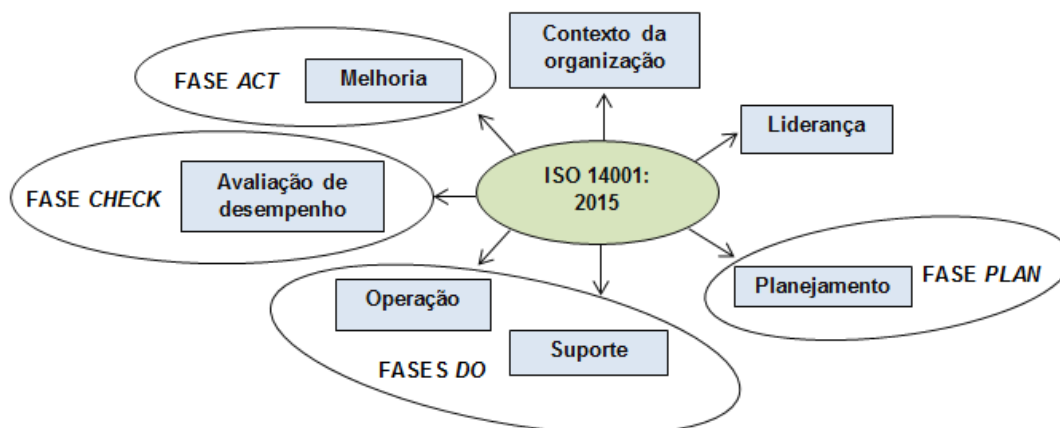 Contexto da
organização
FASE ACT
Melhoria
Liderança
ISO 14001:
2015
FASE CHECK
Avaliação de
desempenho
Planejamento
FASE PLAN
Operação
Suporte
FASES DO